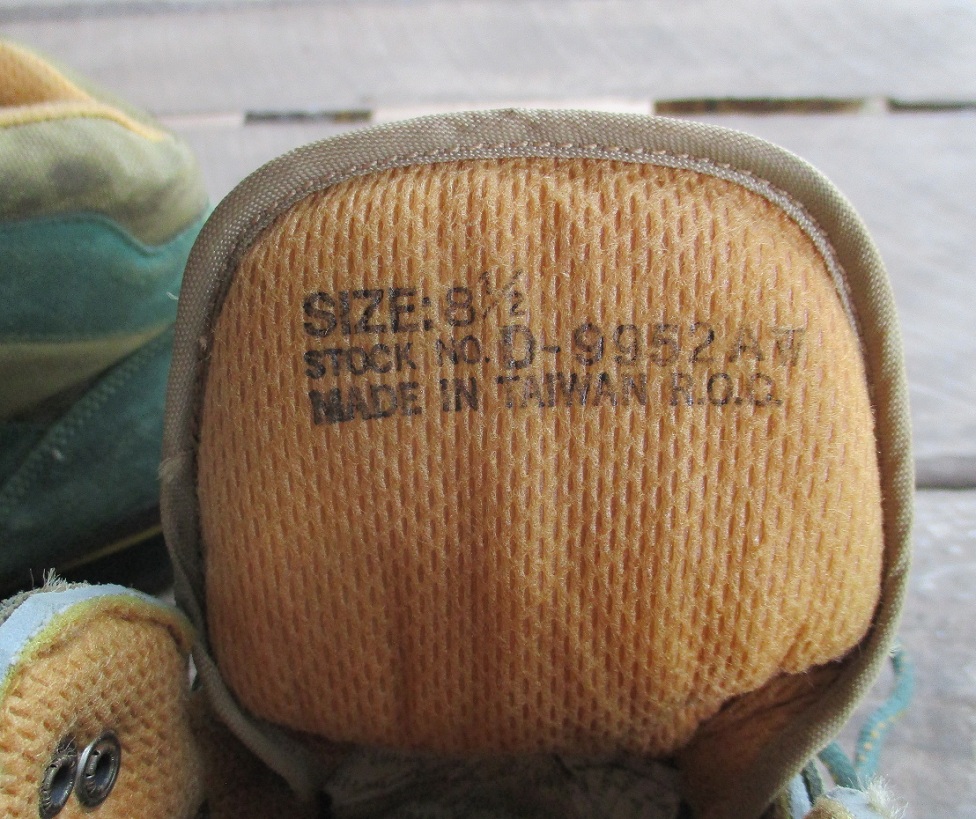 SIZE: 8½
STOCK NO. D-9952AT
MADE IN TAIWAN R.O.C.